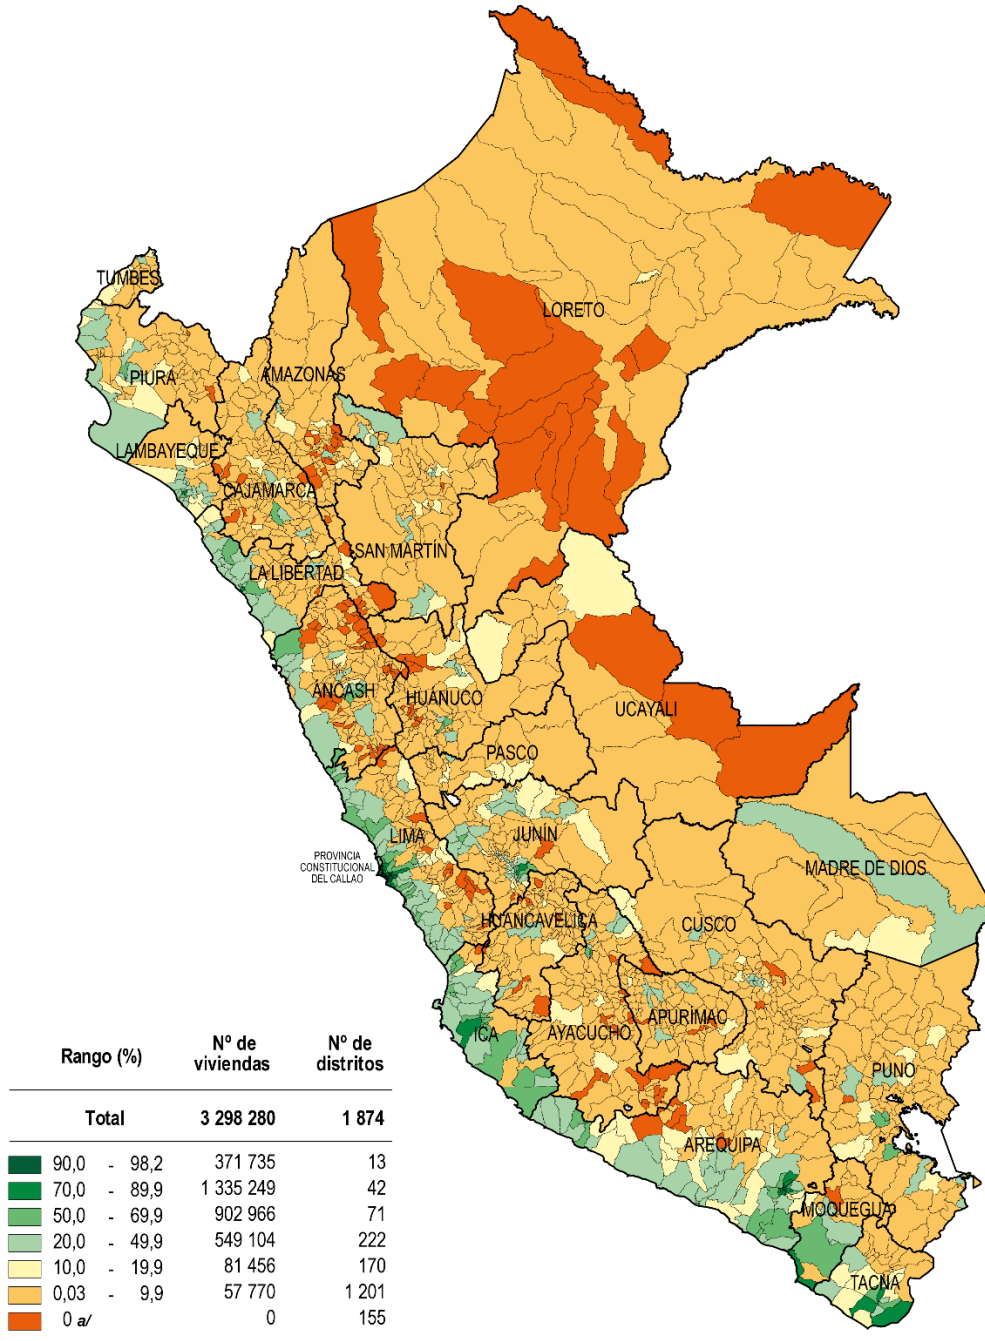 TUMBES
LORETO
PIURA
AMAZONAS
LAMBAYEQUE
CAJAMARCA
SAN MARTÍN
LA LIBERTAD
ANCASH
HUÁNUCO
UCAYALI
PASCO
LIMA
JUNÍN
PROVINCIA
CONSTITUCIONAL
DEL CALLAO
MADRE DE DIOS
HUANCAVELICA
CUSCO
ICA
AYACUCHO
APURÍMAC
PUNO
AREQUIPA
MOQUEGUA
TACNA
Rango (%) Nº de viviendas Nº de distritos
Total 3 298 280 1 874
90,0 - 98,2 371 735 13
70,0 - 89,9 1 335 249 42
50,0 - 69,9 902 966 71
20,0 - 49,9 549 104 222
10,0 - 19,9 81 456 170
0,03 - 9,9 57 770 1 201
0 a/ 0 155